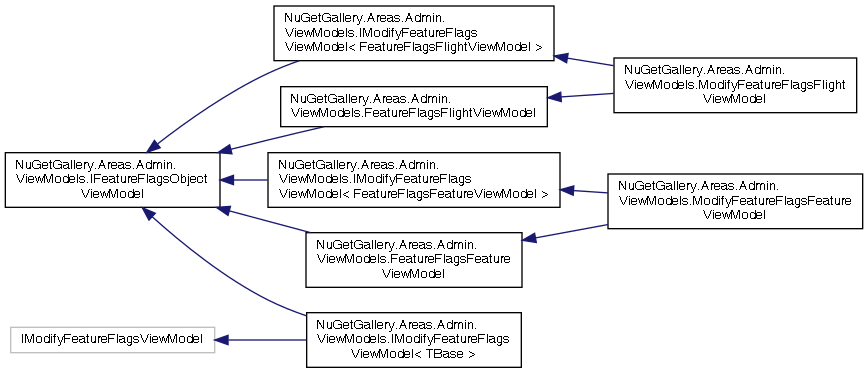 NuGetGallery.Areas.Admin.
ViewModels.IModifyFeatureFlags
ViewModel< FeatureFlagsFlightViewModel >
NuGetGallery.Areas.Admin.
ViewModels.ModifyFeatureFlagsFlight
ViewModel
NuGetGallery.Areas.Admin.
ViewModels.FeatureFlagsFlightViewModel
NuGetGallery.Areas.Admin.
ViewModels.IFeatureFlagsObject
ViewModel
NuGetGallery.Areas.Admin.
ViewModels.IModifyFeatureFlags
ViewModel< FeatureFlagsFeatureViewModel >
NuGetGallery.Areas.Admin.
ViewModels.ModifyFeatureFlagsFeature
ViewModel
NuGetGallery.Areas.Admin.
ViewModels.FeatureFlagsFeature
ViewModel
IModifyFeatureFlagsViewModel
NuGetGallery.Areas.Admin.
ViewModels.IModifyFeatureFlags
ViewModel< TBase >